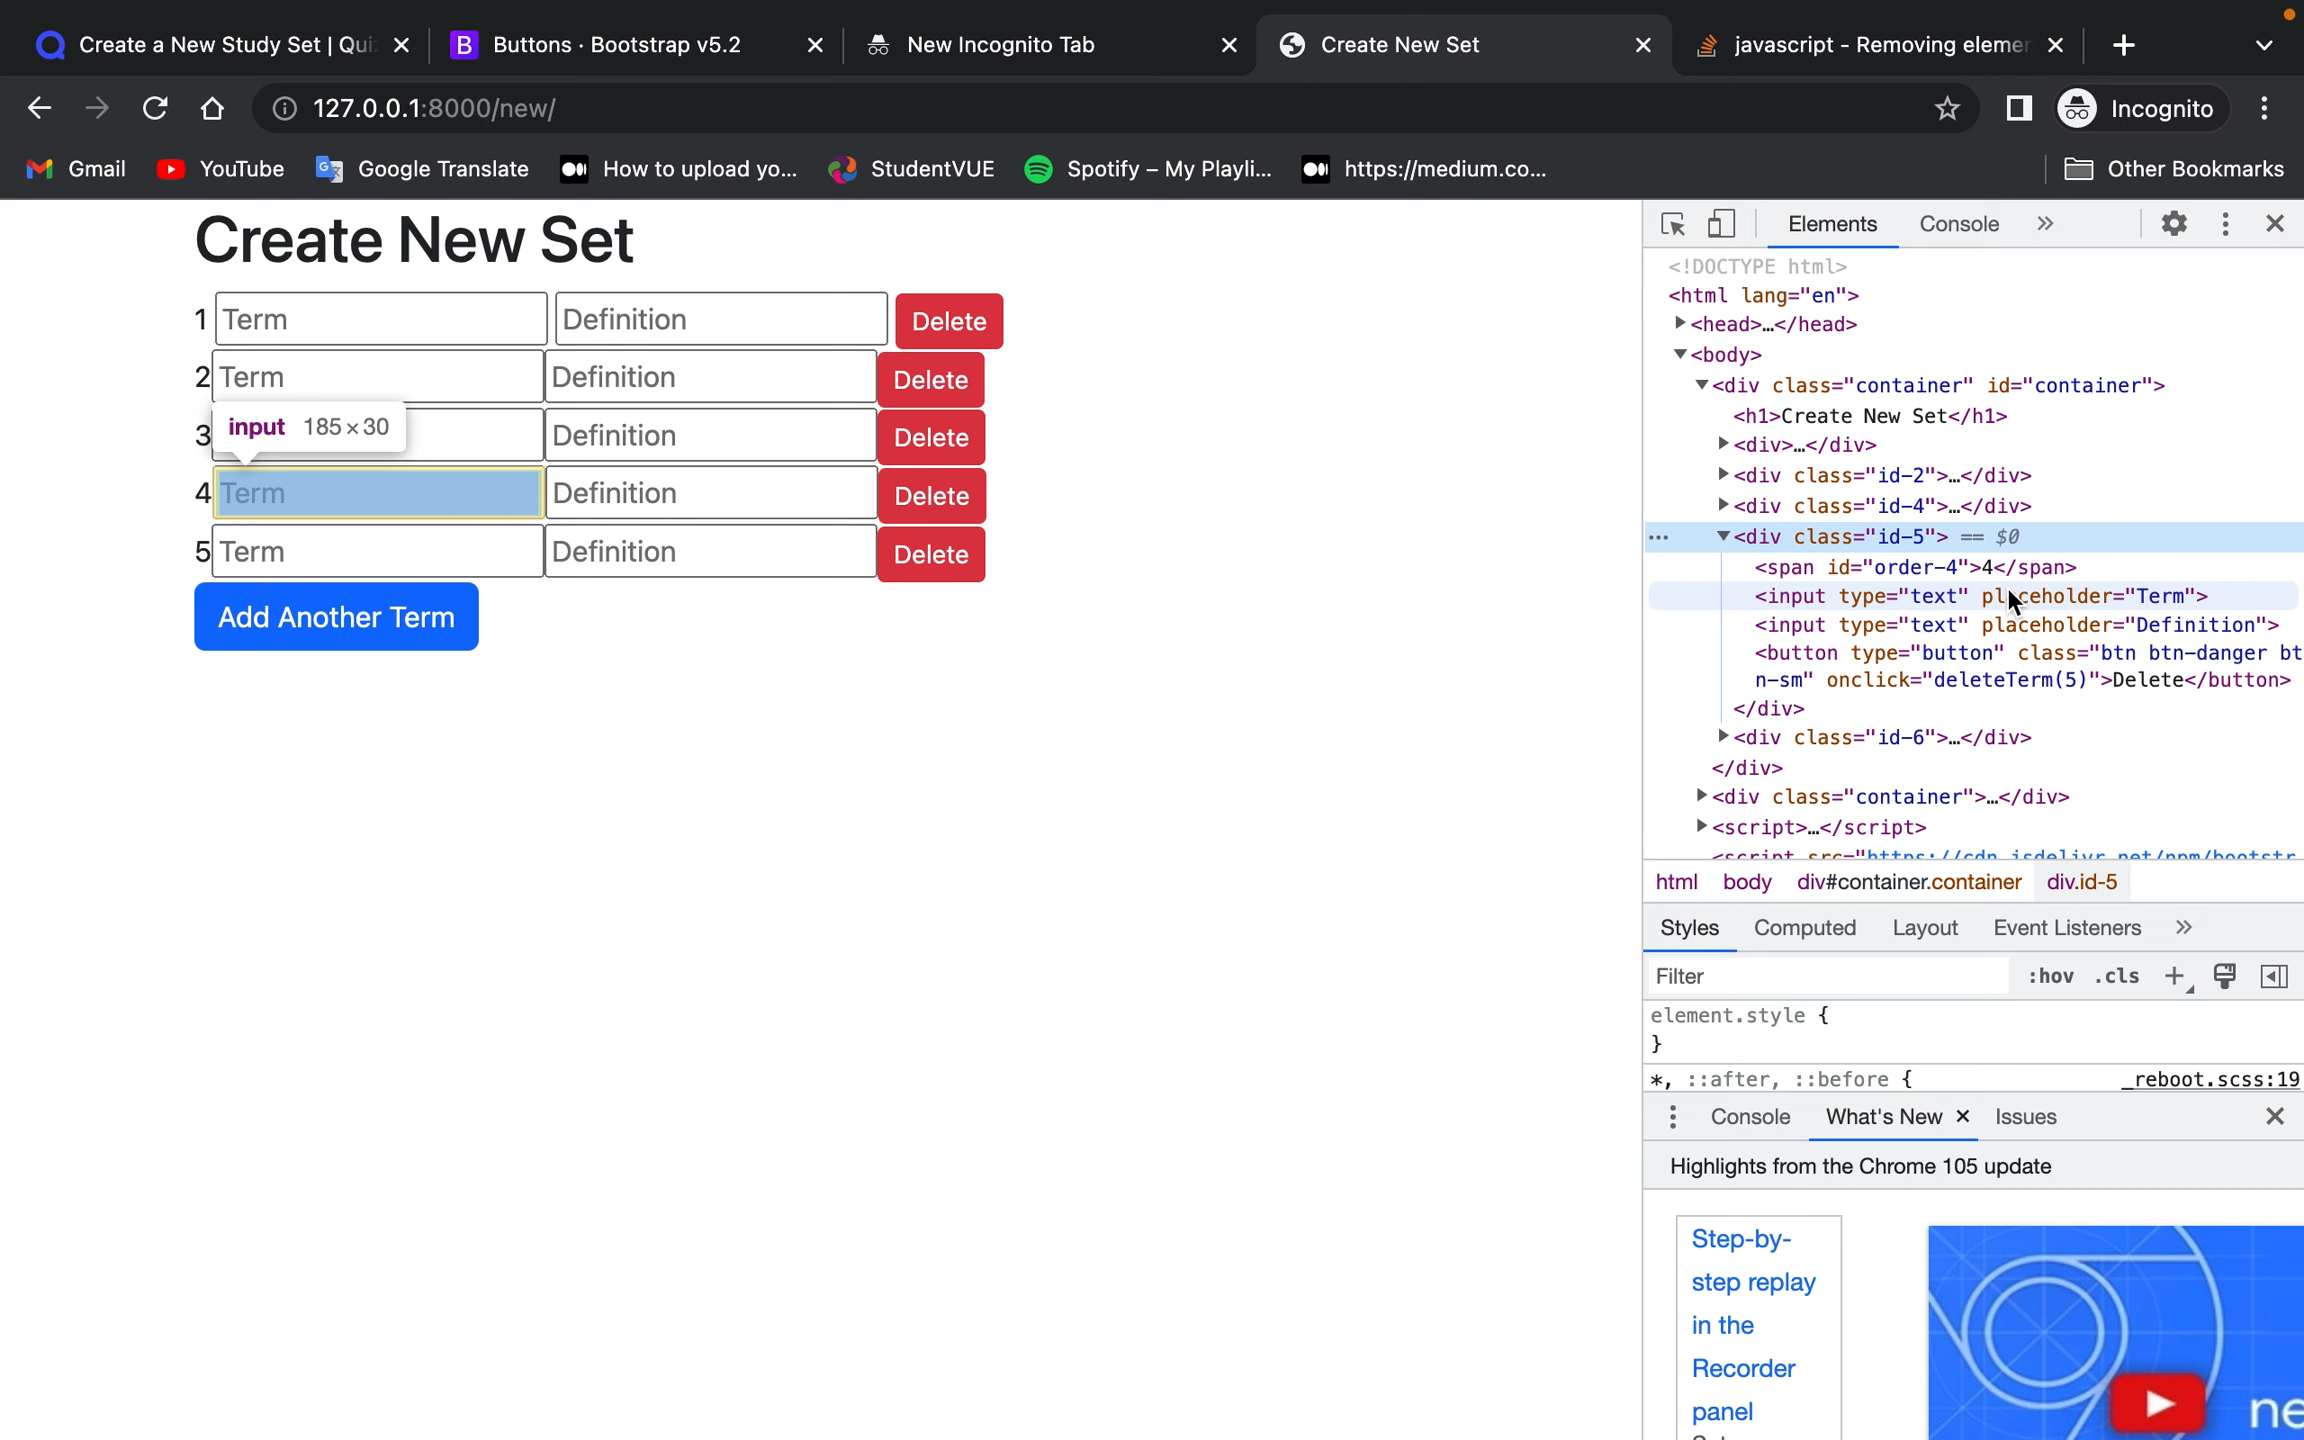 Create a New Study Set | Qui
Buttons · Bootstrap v5.2
New Incognito Tab
Create New Set
javascript - Removing elemen
127.0.0.1:8000/new/
Incognito
Gmail
YouTube
Google Translate
How to upload yo...
StudentVUE
Spotify – My Playli...
https://medium.co...
Other Bookmarks
Create New Set
1 Term Definition Delete
2 Term Definition Delete
3 Definition Delete
input 185×30
4 Term Definition Delete
5 Term Definition Delete
Add Another Term
Elements Console »
<!DOCTYPE html>
<html lang="en">
<head>…</head>
<body>
<div class="container" id="container">
<h1>Create New Set</h1>
<div>…</div>
<div class="id-2">…</div>
<div class="id-4">…</div>
<div class="id-5"> == $0
<span id="order-4">4</span>
<input type="text" placeholder="Term">
<input type="text" placeholder="Definition">
<button type="button" class="btn btn-danger bt
n-sm" onclick="deleteTerm(5)">Delete</button>
</div>
<div class="id-6">…</div>
</div>
<div class="container">…</div>
<script>…</script>
<script src="https://cdn.jsdelivr.net/npm/bootstr
html body div#container.container div.id-5
Styles Computed Layout Event Listeners »
Filter :hov .cls
element.style {
}
*, ::after, ::before { _reboot.scss:19
Console What's New Issues
Highlights from the Chrome 105 update
Step-by-
step replay
in the
Recorder
panel
ne